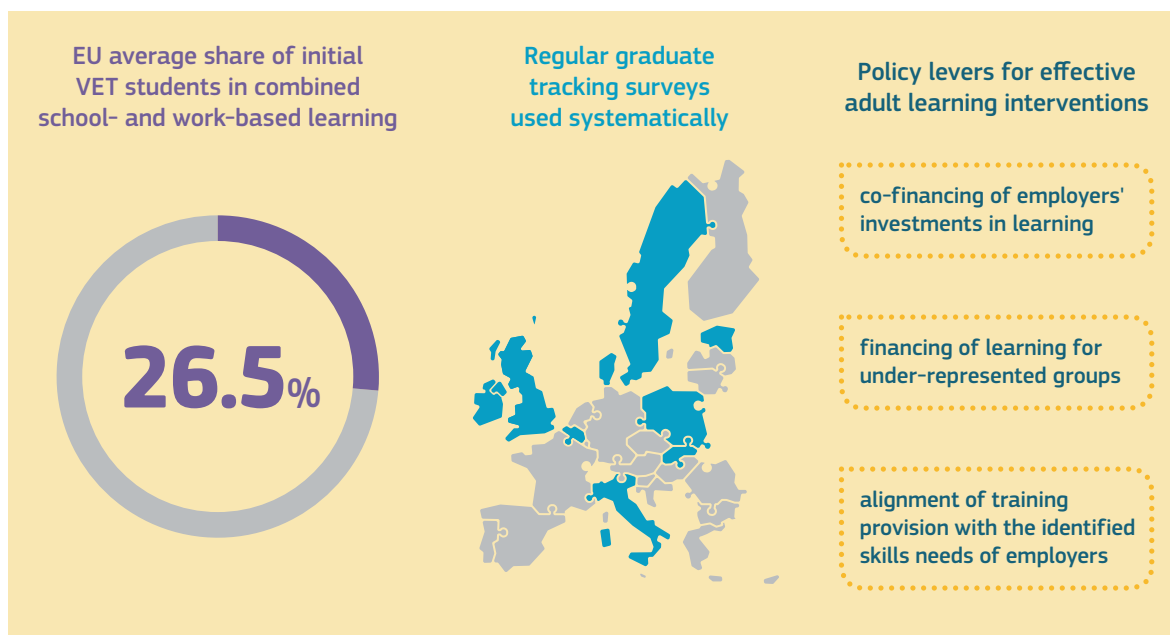 EU average share of initial
VET students in combined
school- and work-based learning
26.5%
Regular graduate
tracking surveys
used systematically
Policy levers for effective
adult learning interventions
co-financing of employers'
investments in learning
financing of learning for
under-represented groups
alignment of training
provision with the identified
skills needs of employers